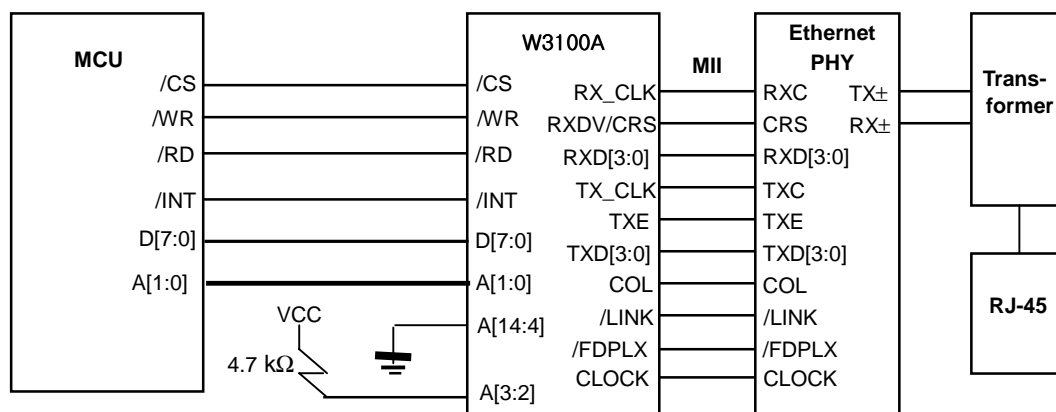 MCU
/CS
/WR
/RD
/INT
D[7:0]
A[1:0]
VCC
4.7 kΩ
W3100A
/CS
/WR
/RD
/INT
D[7:0]
A[1:0]
A[14:4]
A[3:2]
RX_CLK
RXDV/CRS
RXD[3:0]
TX_CLK
TXE
TXD[3:0]
COL
/LINK
/FDPLX
CLOCK
MII
Ethernet
PHY
RXC
CRS
RXD[3:0]
TXC
TXE
TXD[3:0]
COL
/LINK
/FDPLX
CLOCK
TX±
RX±
Trans-
former
RJ-45